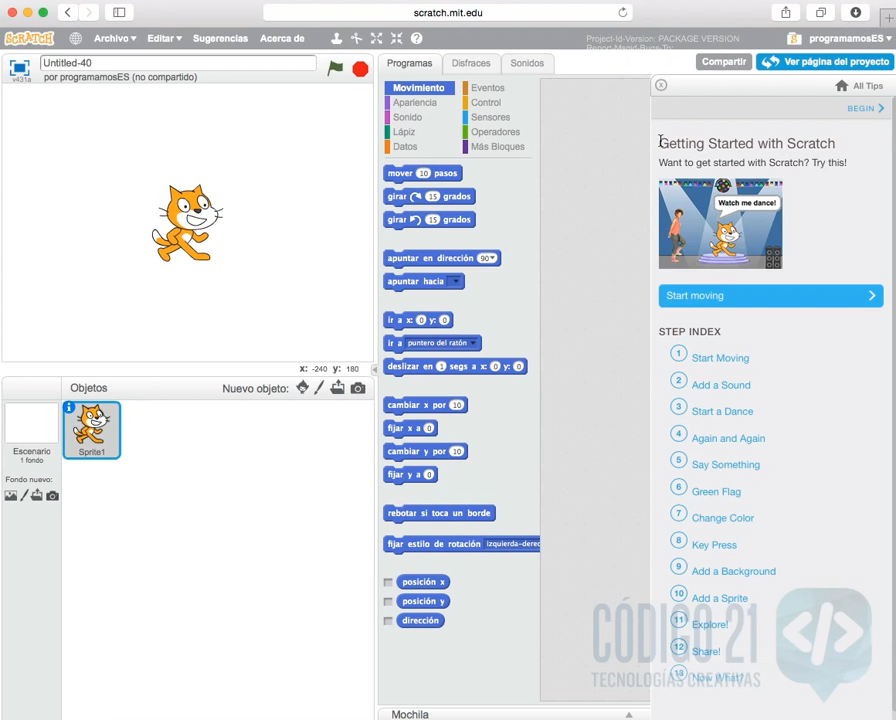 scratch.mit.edu
SCRATCH
Archivo
Editar
Sugerencias
Acerca de
Project-Id-Version: PACKAGE VERSION
programamosES
v431a
Untitled-40
por programamosES (no compartido)
Programas
Disfraces
Sonidos
Compartir
Ver página del proyecto
Movimiento
Eventos
Apariencia
Control
Sonido
Sensores
Lápiz
Operadores
Datos
Más Bloques
mover 10 pasos
girar 15 grados
girar 15 grados
apuntar en dirección 90
apuntar hacia
ir a x: 0 y: 0
ir a puntero del ratón
deslizar en 1 segs a x: 0 y: 0
cambiar x por 10
fijar x a 0
cambiar y por 10
fijar y a 0
rebotar si toca un borde
fijar estilo de rotación izquierda-derec
posición x
posición y
dirección
Mochila
x: -240 y: 180
Objetos
Nuevo objeto:
Sprite1
Escenario
1 fondo
Fondo nuevo:
All Tips
BEGIN
Getting Started with Scratch
Want to get started with Scratch? Try this!
Watch me dance!
Start moving
STEP INDEX
1 Start Moving
2 Add a Sound
3 Start a Dance
4 Again and Again
5 Say Something
6 Green Flag
7 Change Color
8 Key Press
9 Add a Background
10 Add a Sprite
11 Explore!
12 Share!
13 Now What?
CÓDIGO 21
TECNOLOGÍAS CREATIVAS